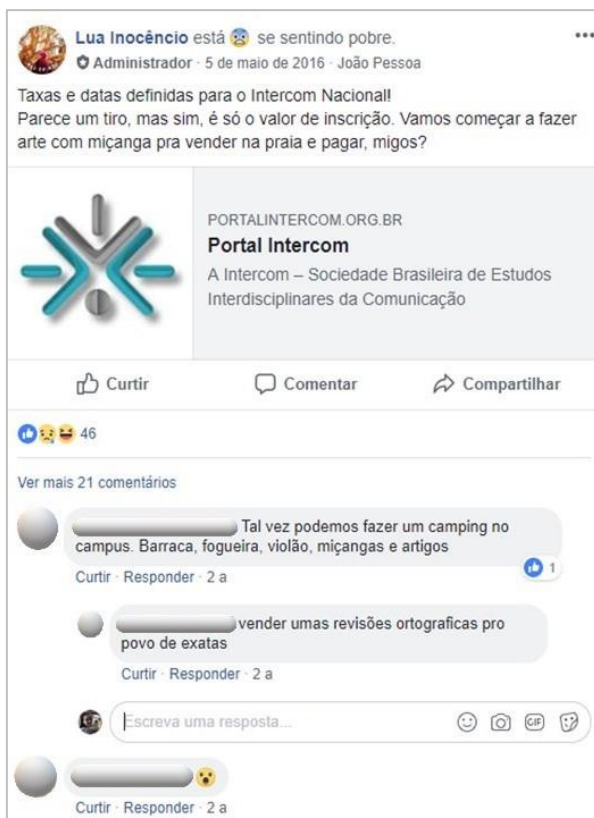 Lua Inocêncio está 😨 se sentindo pobre.
Administrador · 5 de maio de 2016 · João Pessoa
Taxas e datas definidas para o Intercom Nacional!
Parece um tiro, mas sim, é só o valor de inscrição. Vamos começar a fazer
arte com miçanga pra vender na praia e pagar, migos?
PORTALINTERCOM.ORG.BR
Portal Intercom
A Intercom – Sociedade Brasileira de Estudos
Interdisciplinares da Comunicação
Curtir Comentar Compartilhar
46
Ver mais 21 comentários
Tal vez podemos fazer um camping no
campus. Barraca, fogueira, violão, miçangas e artigos
1
Curtir · Responder · 2 a
vender umas revisões ortograficas pro
povo de exatas
Curtir · Responder · 2 a
Escreva uma resposta...
GIF
😮
Curtir · Responder · 2 a